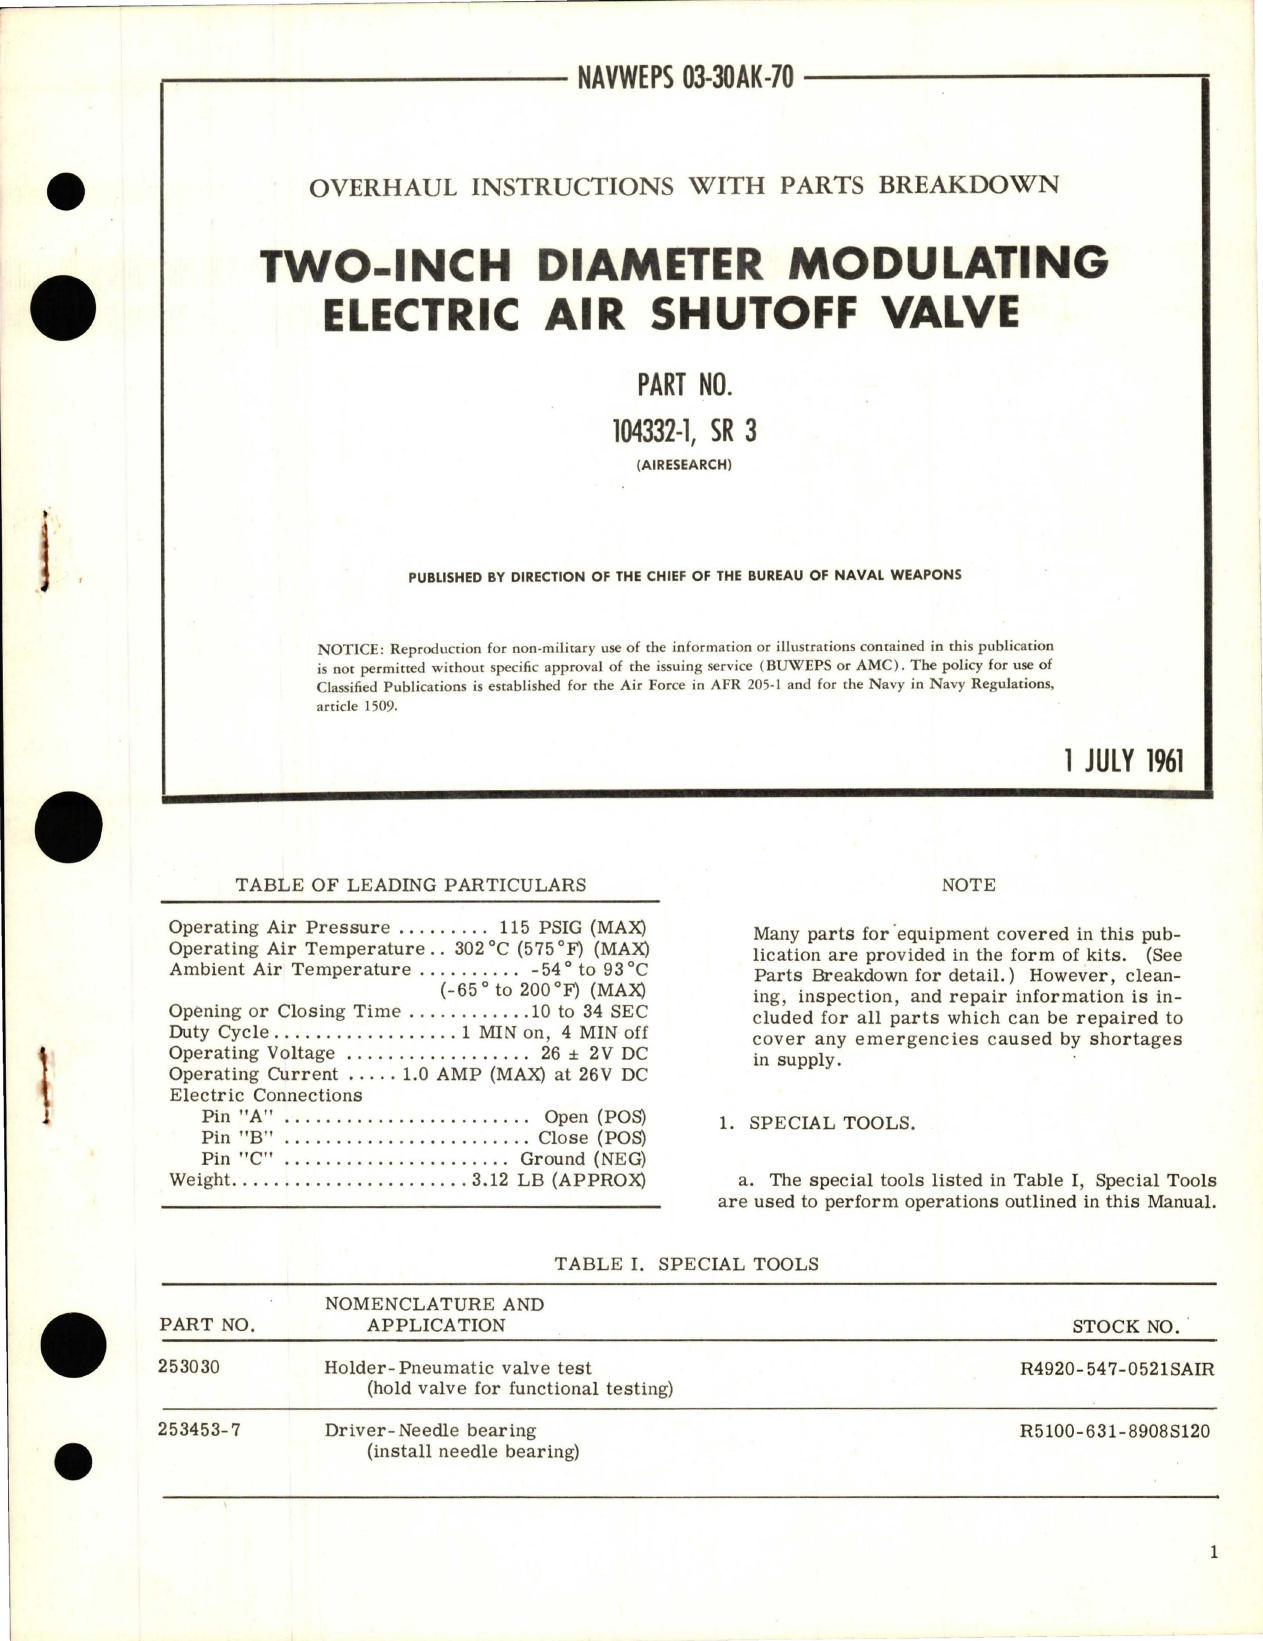 NAVWEPS 03-30AK-70
OVERHAUL INSTRUCTIONS WITH PARTS BREAKDOWN
TWO-INCH DIAMETER MODULATING
ELECTRIC AIR SHUTOFF VALVE
PART NO.
104332-1, SR 3
(AIRESEARCH)
PUBLISHED BY DIRECTION OF THE CHIEF OF THE BUREAU OF NAVAL WEAPONS
NOTICE: Reproduction for non-military use of the information or illustrations contained in this publication
is not permitted without specific approval of the issuing service (BUWEPS or AMC). The policy for use of
Classified Publications is established for the Air Force in AFR 205-1 and for the Navy in Navy Regulations,
article 1509.
1 JULY 1961
TABLE OF LEADING PARTICULARS
Operating Air Pressure ......... 115 PSIG (MAX)
Operating Air Temperature.. 302°C (575°F) (MAX)
Ambient Air Temperature .......... -54° to 93°C
(-65° to 200°F) (MAX)
Opening or Closing Time ............10 to 34 SEC
Duty Cycle..................1 MIN on, 4 MIN off
Operating Voltage .................. 26 ± 2V DC
Operating Current ..... 1.0 AMP (MAX) at 26V DC
Electric Connections
Pin "A" ........................ Open (POS)
Pin "B" ........................ Close (POS)
Pin "C" ...................... Ground (NEG)
Weight.......................3.12 LB (APPROX)
NOTE
Many parts for equipment covered in this pub-
lication are provided in the form of kits. (See
Parts Breakdown for detail.) However, clean-
ing, inspection, and repair information is in-
cluded for all parts which can be repaired to
cover any emergencies caused by shortages
in supply.
1. SPECIAL TOOLS.
a. The special tools listed in Table I, Special Tools
are used to perform operations outlined in this Manual.
TABLE I. SPECIAL TOOLS
NOMENCLATURE AND
PART NO. APPLICATION STOCK NO.
253030 Holder-Pneumatic valve test R4920-547-0521SAIR
(hold valve for functional testing)
253453-7 Driver-Needle bearing R5100-631-8908S120
(install needle bearing)
1